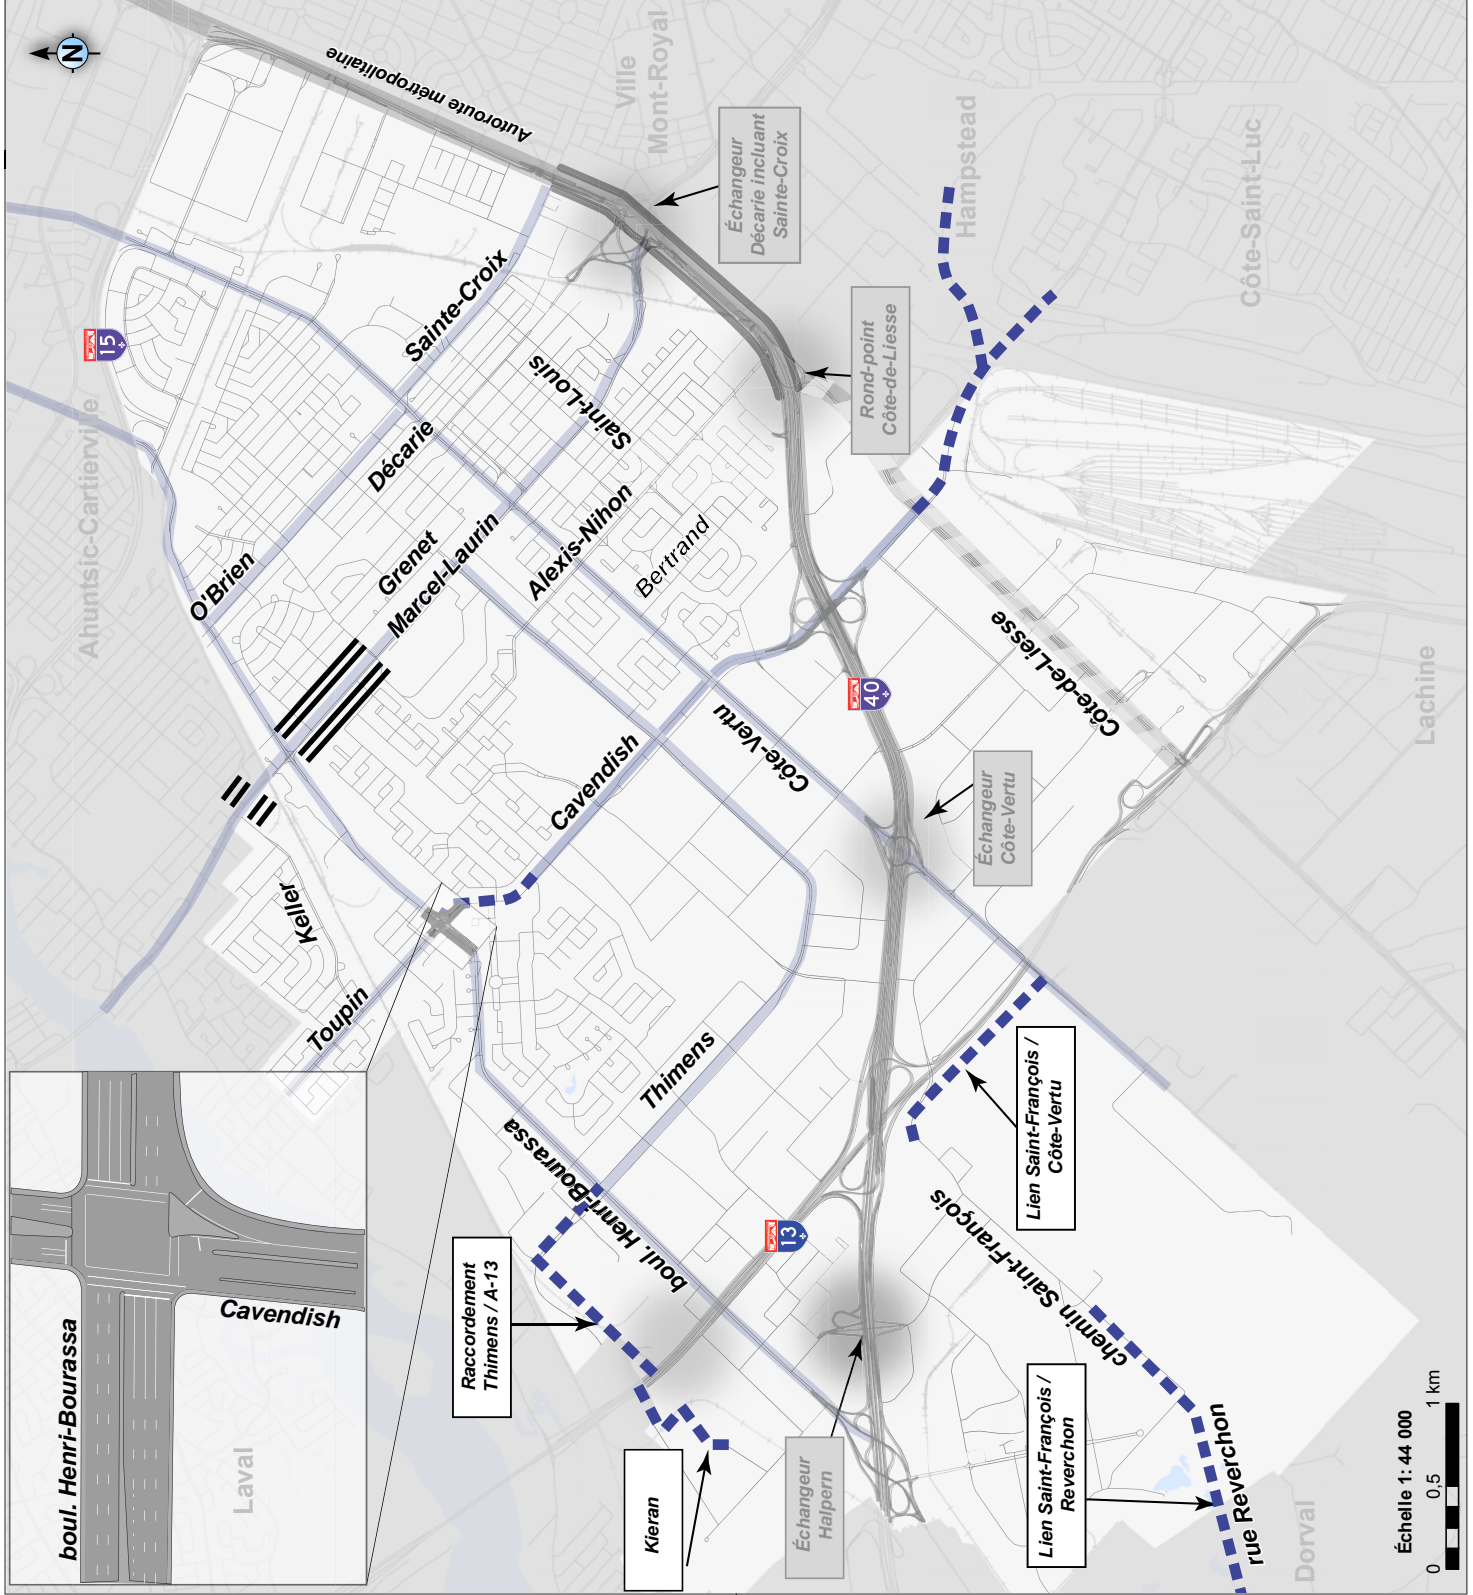 N
Autoroute métropolitaine
Ville
Mont-Royal
Échangeur
Décarie incluant
Sainte-Croix
Hampstead
Côte-Saint-Luc
15
Ahuntsic-Cartierville
Sainte-Croix
Saint-Louis
Rond-point
Côte-de-Liesse
Décarie
O'Brien
Grenet
Marcel-Laurin
Alexis-Nihon
Bertrand
Côte-de-Liesse
Lachine
40
Cavendish
Côte-Vertu
Échangeur
Côte-Vertu
Keller
Toupin
Thimens
Lien Saint-François /
Côte-Vertu
boul. Henri-Bourassa
13
chemin Saint-François
Raccordement
Thimens / A-13
Kieran
Échangeur
Halpern
Lien Saint-François /
Reverchon
rue Reverchon
Dorval
Laval
boul. Henri-Bourassa
Cavendish
Échelle 1: 44 000
0 0,5 1 km